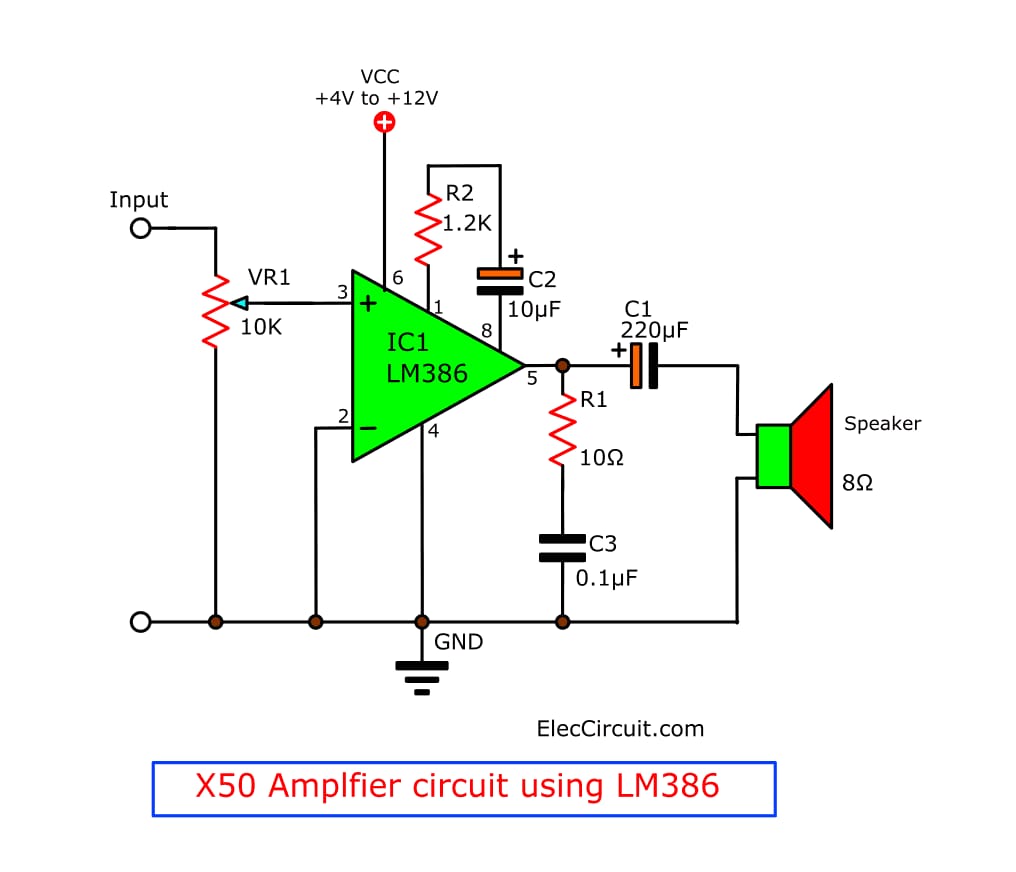 VCC
+4V to +12V
Input
R2
1.2K
VR1
10K
6
3
+
1
+
C2
10µF
8
IC1
LM386
C1
220µF
+
5
R1
10Ω
2
–
4
Speaker
8Ω
C3
0.1µF
GND
ElecCircuit.com
X50 Amplfier circuit using LM386